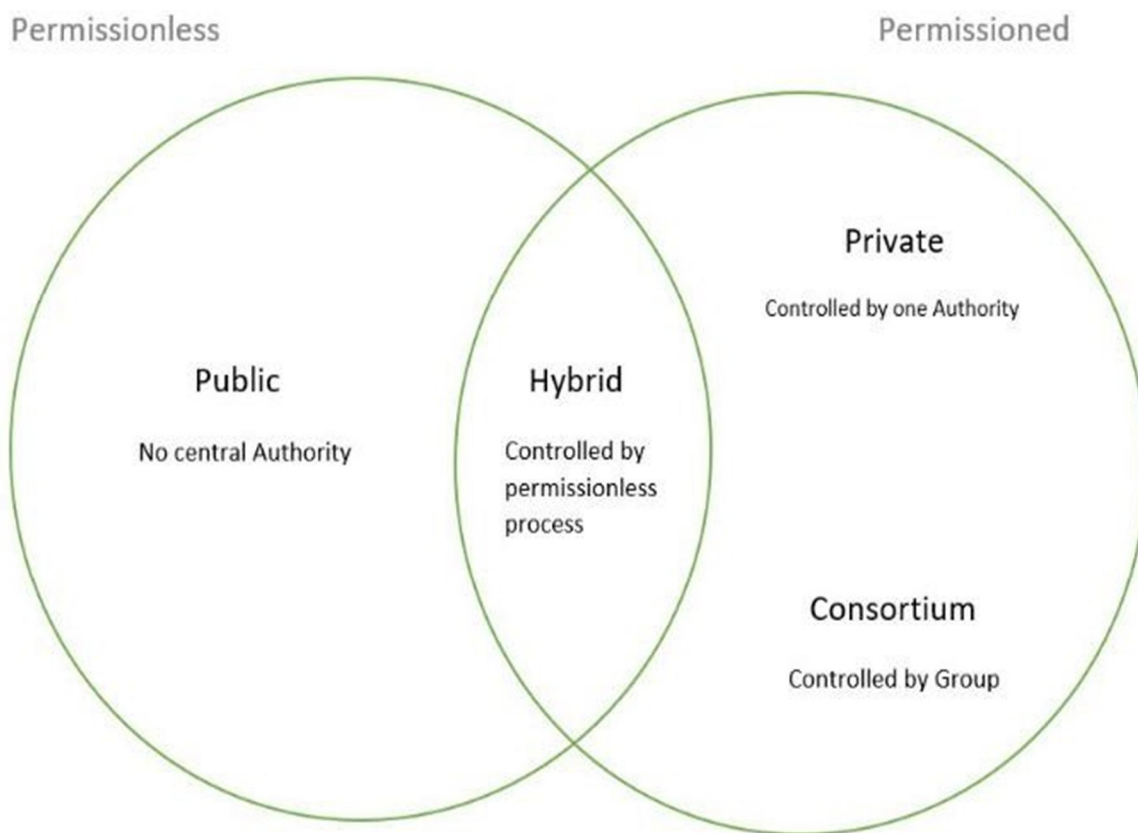 Permissionless
Permissioned
Public
No central Authority
Hybrid
Controlled by
permissionless
process
Private
Controlled by one Authority
Consortium
Controlled by Group